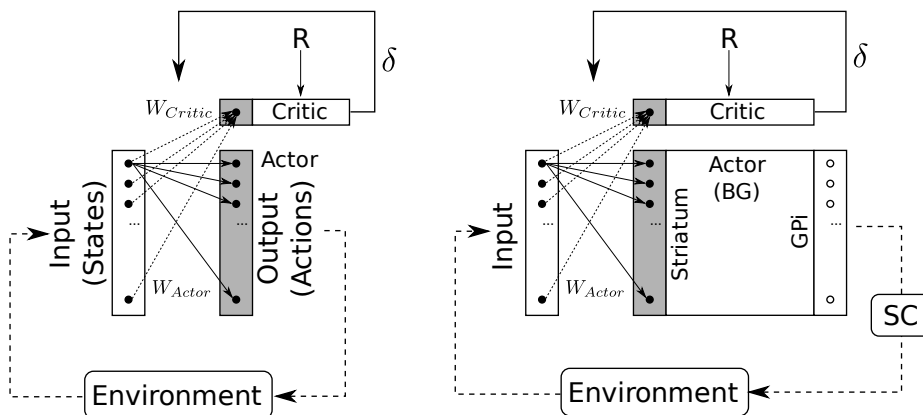 R
δ
W_Critic
Critic
Actor
Input
(States)
...
...
Output
(Actions)
W_Actor
Environment
R
δ
W_Critic
Critic
Actor
(BG)
Input
...
Striatum
GPi
...
W_Actor
SC
Environment